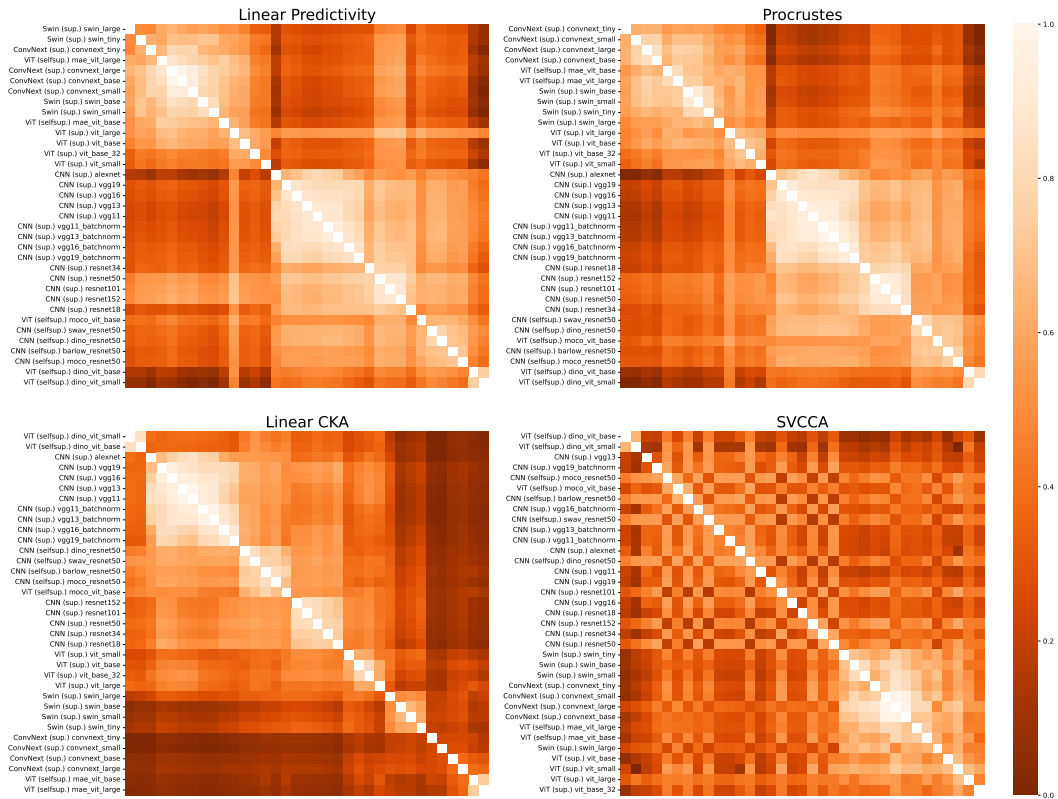 Linear Predictivity
Swin (sup.) swin_large
Swin (sup.) swin_tiny
ConvNext (sup.) convnext_tiny
ViT (selfsup.) mae_vit_large
ConvNext (sup.) convnext_large
ConvNext (sup.) convnext_base
ConvNext (sup.) convnext_small
Swin (sup.) swin_base
Swin (sup.) swin_small
ViT (selfsup.) mae_vit_base
ViT (sup.) vit_large
ViT (sup.) vit_base
ViT (sup.) vit_base_32
ViT (sup.) vit_small
CNN (sup.) alexnet
CNN (sup.) vgg19
CNN (sup.) vgg16
CNN (sup.) vgg13
CNN (sup.) vgg11
CNN (sup.) vgg11_batchnorm
CNN (sup.) vgg13_batchnorm
CNN (sup.) vgg16_batchnorm
CNN (sup.) vgg19_batchnorm
CNN (sup.) resnet34
CNN (sup.) resnet50
CNN (sup.) resnet101
CNN (sup.) resnet152
CNN (sup.) resnet18
ViT (selfsup.) moco_vit_base
CNN (selfsup.) swav_resnet50
CNN (selfsup.) dino_resnet50
CNN (selfsup.) barlow_resnet50
CNN (selfsup.) moco_resnet50
ViT (selfsup.) dino_vit_base
ViT (selfsup.) dino_vit_small
Procrustes
ConvNext (sup.) convnext_tiny
ConvNext (sup.) convnext_small
ConvNext (sup.) convnext_large
ConvNext (sup.) convnext_base
ViT (selfsup.) mae_vit_base
ViT (selfsup.) mae_vit_large
Swin (sup.) swin_base
Swin (sup.) swin_small
Swin (sup.) swin_tiny
Swin (sup.) swin_large
ViT (sup.) vit_large
ViT (sup.) vit_base
ViT (sup.) vit_base_32
ViT (sup.) vit_small
CNN (sup.) alexnet
CNN (sup.) vgg19
CNN (sup.) vgg16
CNN (sup.) vgg13
CNN (sup.) vgg11
CNN (sup.) vgg11_batchnorm
CNN (sup.) vgg13_batchnorm
CNN (sup.) vgg16_batchnorm
CNN (sup.) vgg19_batchnorm
CNN (sup.) resnet18
CNN (sup.) resnet152
CNN (sup.) resnet101
CNN (sup.) resnet50
CNN (sup.) resnet34
CNN (selfsup.) swav_resnet50
CNN (selfsup.) dino_resnet50
ViT (selfsup.) moco_vit_base
CNN (selfsup.) barlow_resnet50
CNN (selfsup.) moco_resnet50
ViT (selfsup.) dino_vit_base
ViT (selfsup.) dino_vit_small
Linear CKA
ViT (selfsup.) dino_vit_small
ViT (selfsup.) dino_vit_base
CNN (sup.) alexnet
CNN (sup.) vgg19
CNN (sup.) vgg16
CNN (sup.) vgg13
CNN (sup.) vgg11
CNN (sup.) vgg11_batchnorm
CNN (sup.) vgg13_batchnorm
CNN (sup.) vgg16_batchnorm
CNN (sup.) vgg19_batchnorm
CNN (selfsup.) dino_resnet50
CNN (selfsup.) swav_resnet50
CNN (selfsup.) barlow_resnet50
CNN (selfsup.) moco_resnet50
ViT (selfsup.) moco_vit_base
CNN (sup.) resnet152
CNN (sup.) resnet101
CNN (sup.) resnet50
CNN (sup.) resnet34
CNN (sup.) resnet18
ViT (sup.) vit_small
ViT (sup.) vit_base
ViT (sup.) vit_base_32
ViT (sup.) vit_large
Swin (sup.) swin_large
Swin (sup.) swin_base
Swin (sup.) swin_small
Swin (sup.) swin_tiny
ConvNext (sup.) convnext_tiny
ConvNext (sup.) convnext_small
ConvNext (sup.) convnext_base
ConvNext (sup.) convnext_large
ViT (selfsup.) mae_vit_base
ViT (selfsup.) mae_vit_large
SVCCA
ViT (selfsup.) dino_vit_base
ViT (selfsup.) dino_vit_small
CNN (sup.) vgg13
CNN (sup.) vgg19_batchnorm
CNN (selfsup.) moco_resnet50
ViT (selfsup.) moco_vit_base
CNN (selfsup.) barlow_resnet50
CNN (sup.) vgg16_batchnorm
CNN (selfsup.) swav_resnet50
CNN (sup.) vgg13_batchnorm
CNN (sup.) vgg11_batchnorm
CNN (sup.) alexnet
CNN (selfsup.) dino_resnet50
CNN (sup.) vgg11
CNN (sup.) vgg19
CNN (sup.) resnet101
CNN (sup.) vgg16
CNN (sup.) resnet18
CNN (sup.) resnet152
CNN (sup.) resnet34
CNN (sup.) resnet50
Swin (sup.) swin_tiny
Swin (sup.) swin_base
Swin (sup.) swin_small
ConvNext (sup.) convnext_tiny
ConvNext (sup.) convnext_small
ConvNext (sup.) convnext_large
ConvNext (sup.) convnext_base
ViT (selfsup.) mae_vit_large
ViT (selfsup.) mae_vit_base
Swin (sup.) swin_large
ViT (sup.) vit_base
ViT (sup.) vit_small
ViT (sup.) vit_large
ViT (sup.) vit_base_32
1.0
0.8
0.6
0.4
0.2
0.0